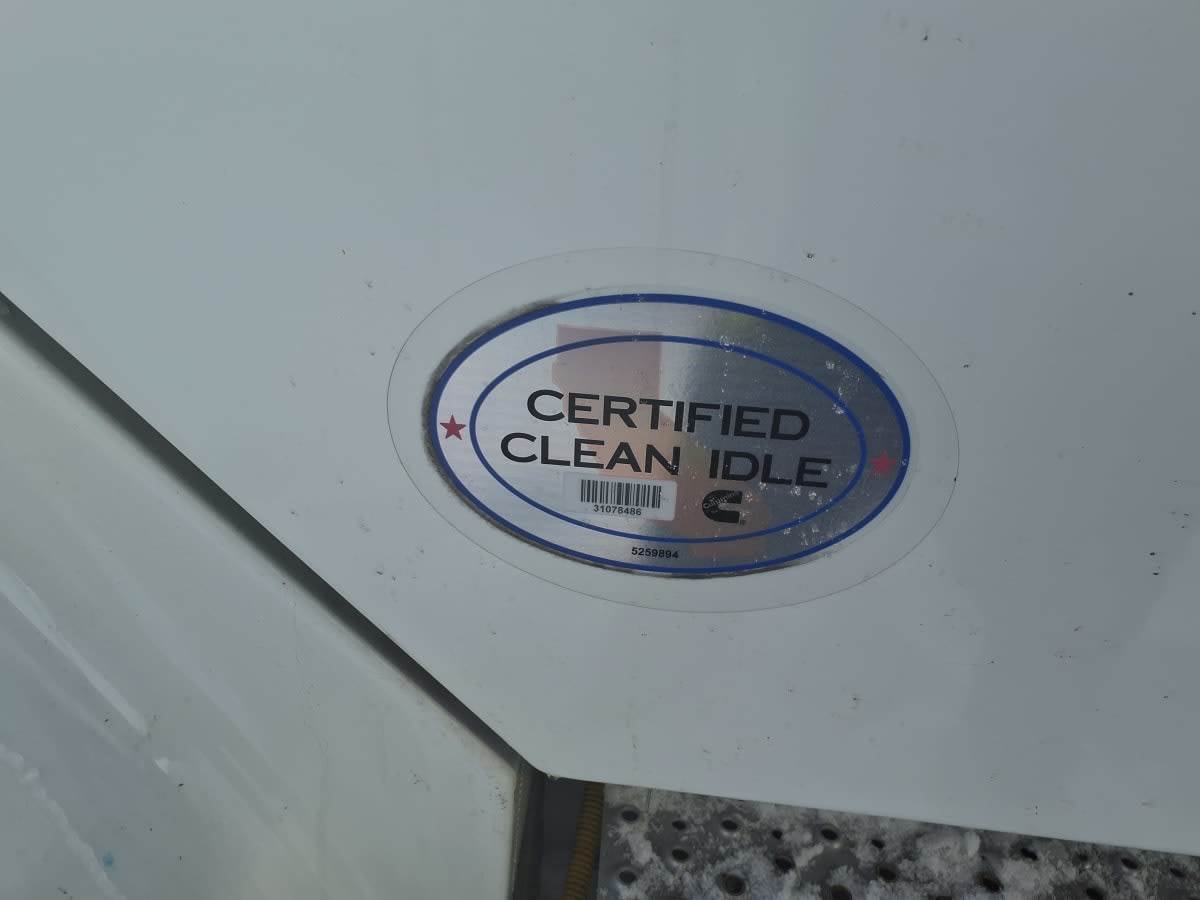 CERTIFIED
CLEAN IDLE
31078486
5259894